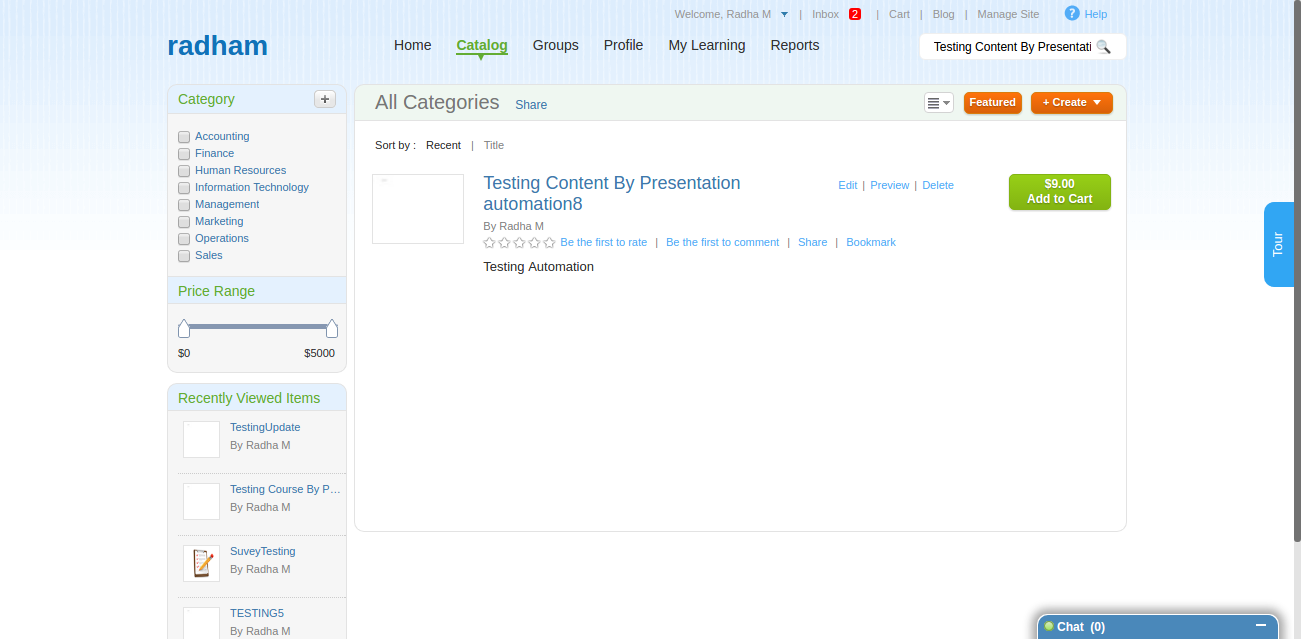 Welcome, Radha M | Inbox 2 | Cart | Blog | Manage Site ? Help
radham
Home Catalog Groups Profile My Learning Reports
Testing Content By Presentati
Category +
Accounting
Finance
Human Resources
Information Technology
Management
Marketing
Operations
Sales
Price Range
$0 $5000
Recently Viewed Items
TestingUpdate
By Radha M
Testing Course By P...
By Radha M
SuveyTesting
By Radha M
TESTING5
By Radha M
All Categories Share
Featured + Create
Sort by : Recent | Title
Testing Content By Presentation
automation8
Edit | Preview | Delete
$9.00
Add to Cart
By Radha M
Be the first to rate | Be the first to comment | Share | Bookmark
Testing Automation
Tour
Chat (0)